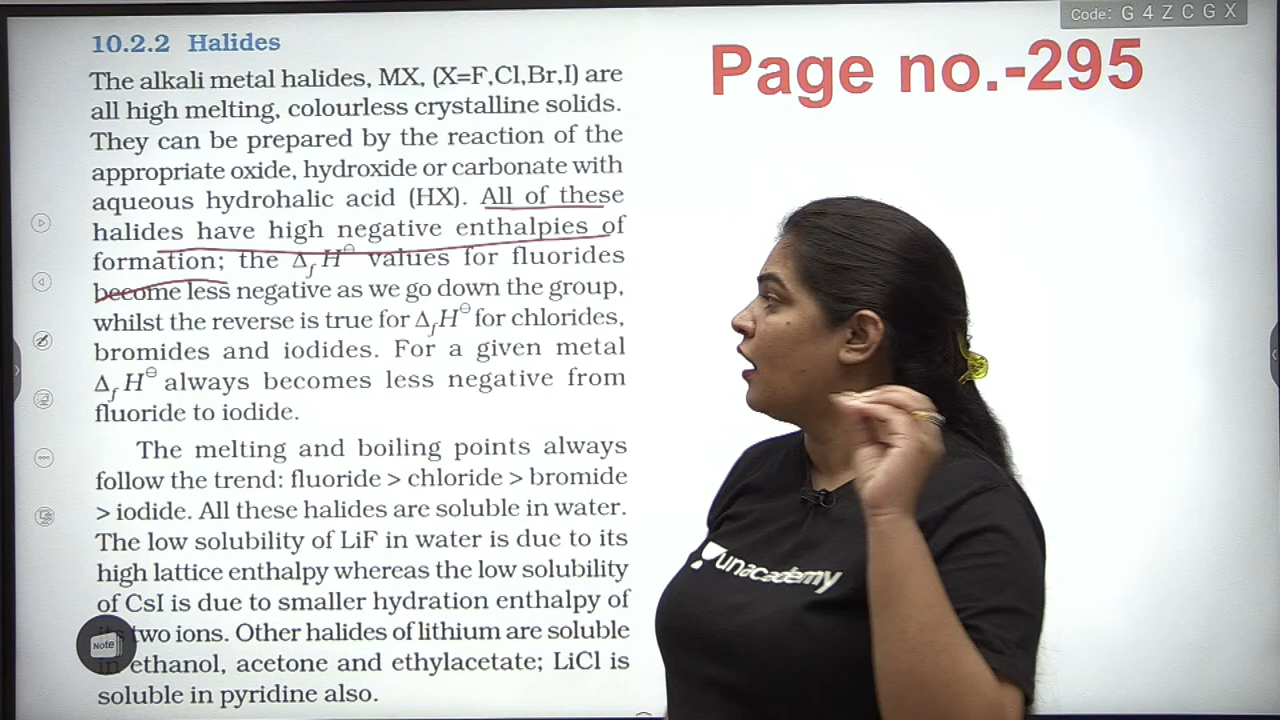 Code: G 4 Z C G X
10.2.2 Halides
Page no.-295
The alkali metal halides, MX, (X=F,Cl,Br,I) are
all high melting, colourless crystalline solids.
They can be prepared by the reaction of the
appropriate oxide, hydroxide or carbonate with
aqueous hydrohalic acid (HX). All of these
halides have high negative enthalpies of
formation; the ΔfH⊖ values for fluorides
become less negative as we go down the group,
whilst the reverse is true for ΔfH⊖ for chlorides,
bromides and iodides. For a given metal
ΔfH⊖ always becomes less negative from
fluoride to iodide.
The melting and boiling points always
follow the trend: fluoride > chloride > bromide
> iodide. All these halides are soluble in water.
The low solubility of LiF in water is due to its
high lattice enthalpy whereas the low solubility
of CsI is due to smaller hydration enthalpy of
its two ions. Other halides of lithium are soluble
in ethanol, acetone and ethylacetate; LiCl is
soluble in pyridine also.
Note
unacademy